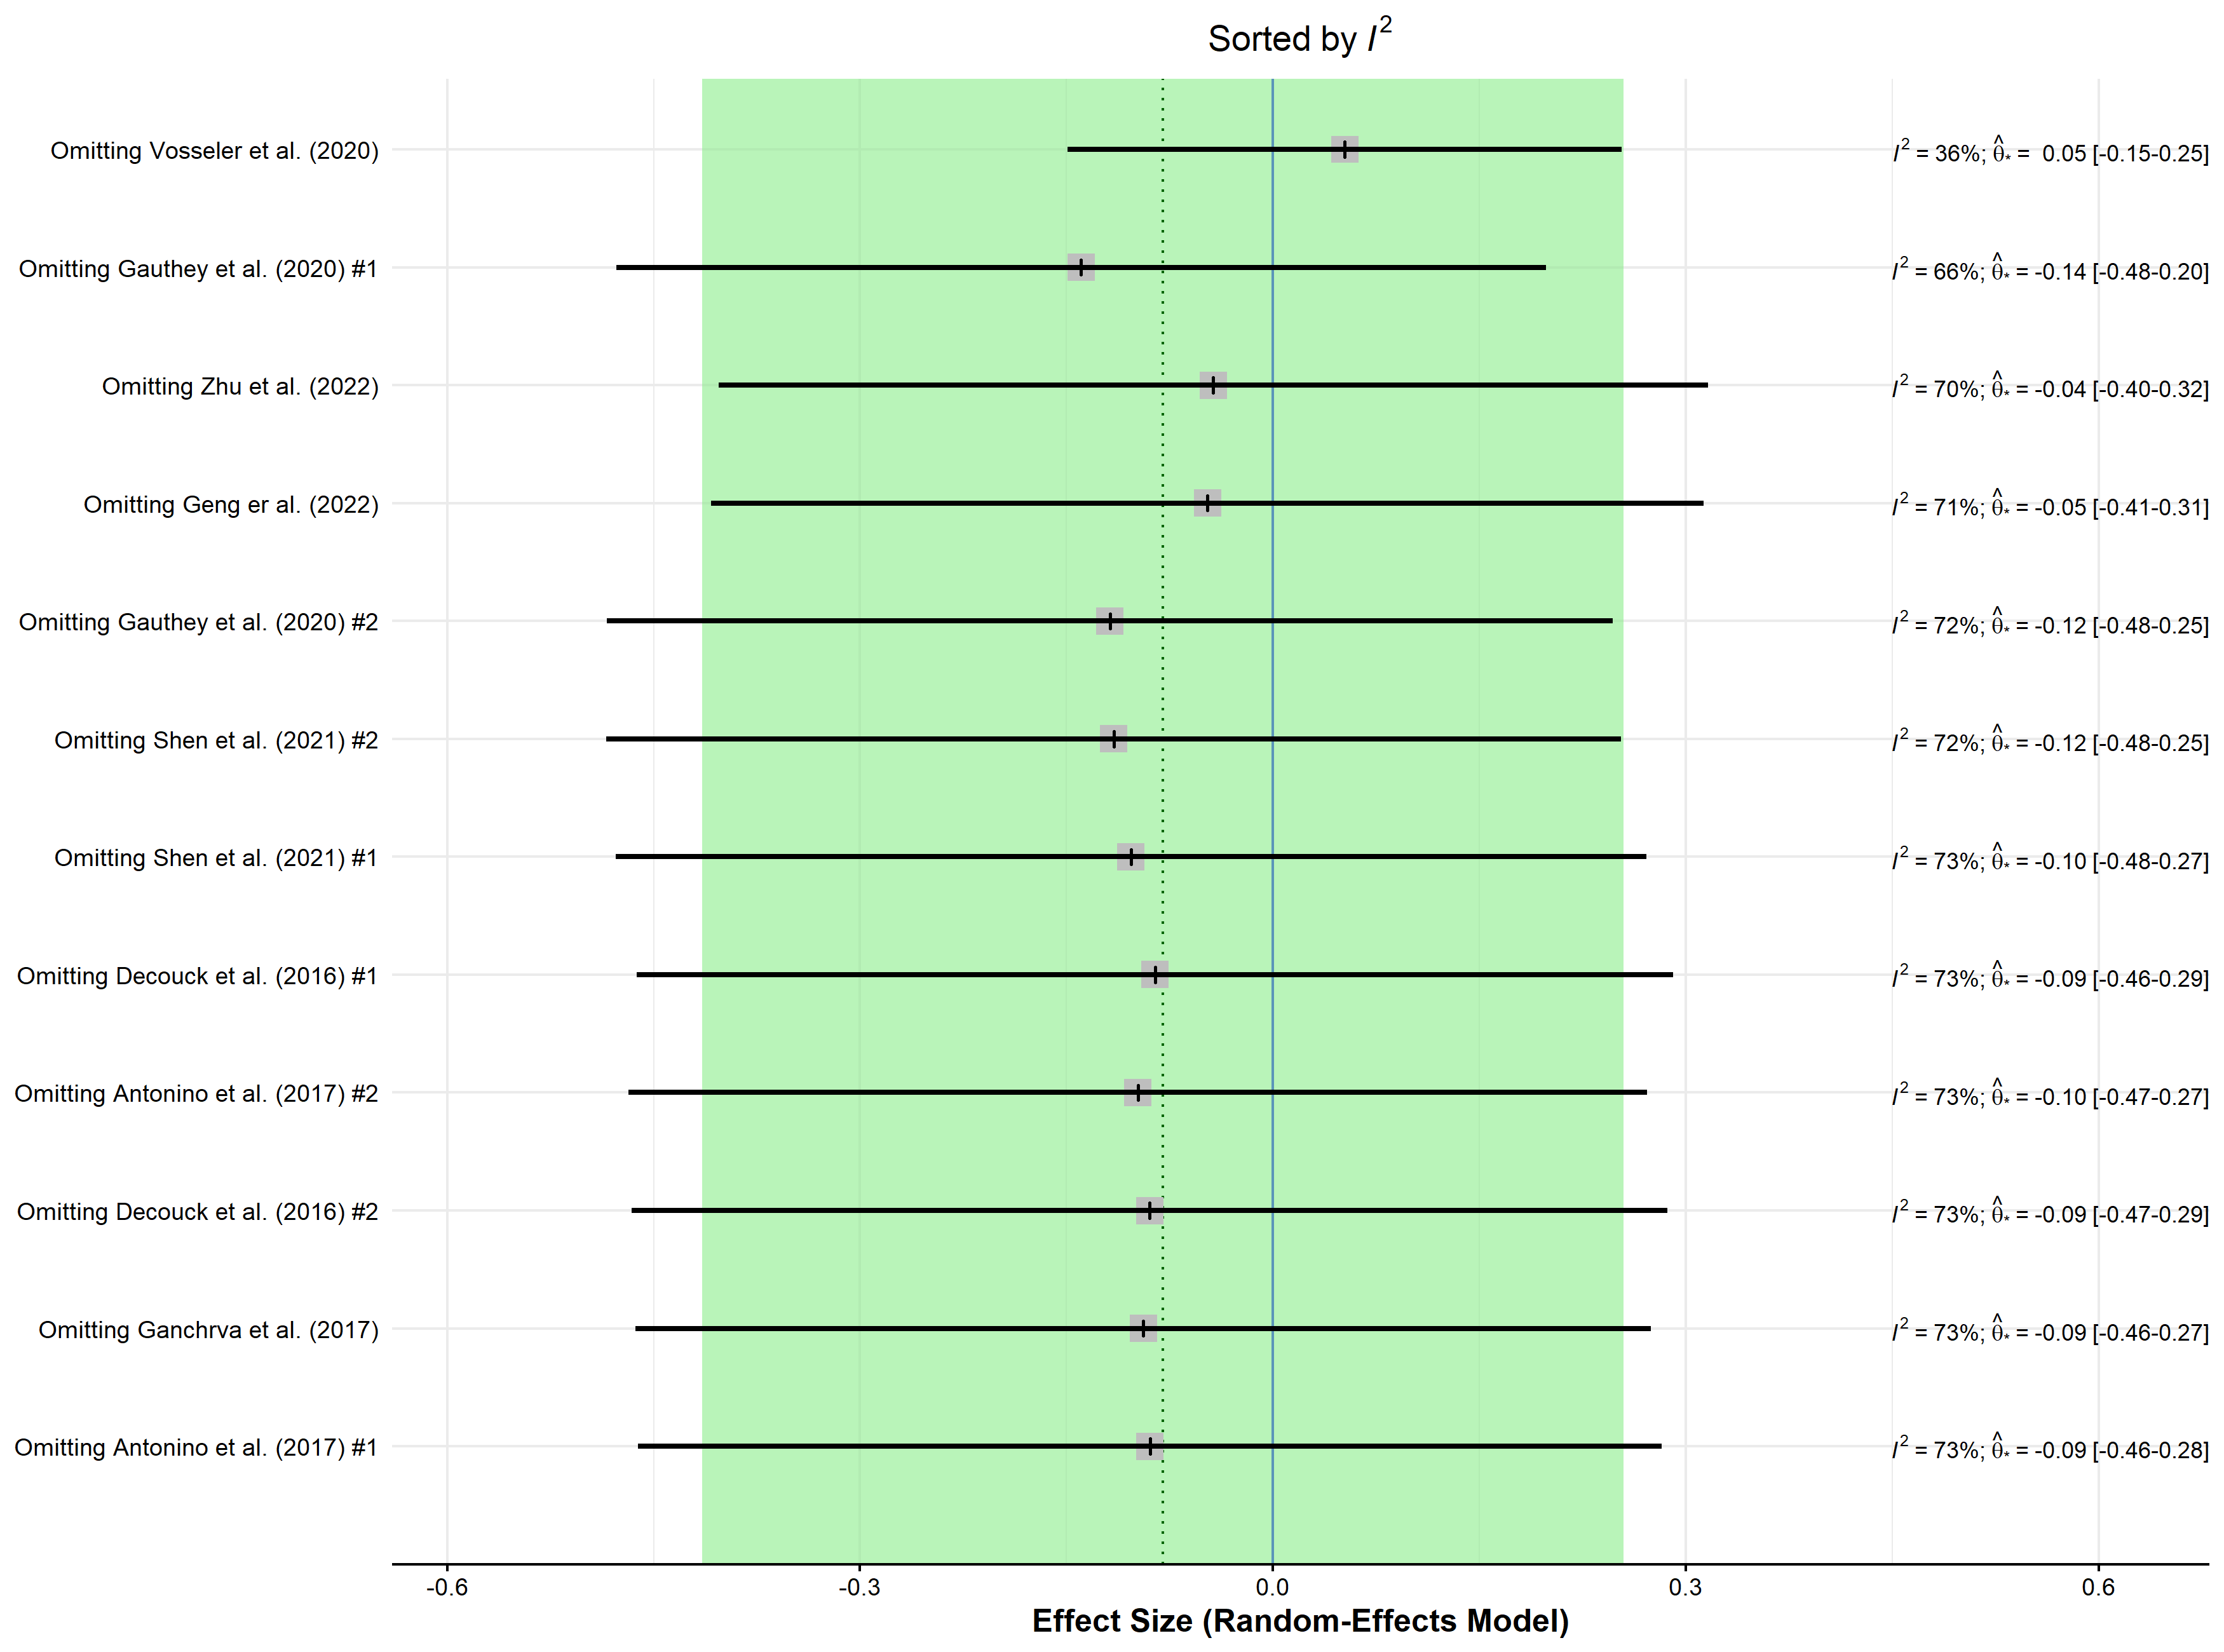 Sorted by I²
Omitting Vosseler et al. (2020) I² = 36%; θ̂* = 0.05 [-0.15-0.25]
Omitting Gauthey et al. (2020) #1 I² = 66%; θ̂* = -0.14 [-0.48-0.20]
Omitting Zhu et al. (2022) I² = 70%; θ̂* = -0.04 [-0.40-0.32]
Omitting Geng er al. (2022) I² = 71%; θ̂* = -0.05 [-0.41-0.31]
Omitting Gauthey et al. (2020) #2 I² = 72%; θ̂* = -0.12 [-0.48-0.25]
Omitting Shen et al. (2021) #2 I² = 72%; θ̂* = -0.12 [-0.48-0.25]
Omitting Shen et al. (2021) #1 I² = 73%; θ̂* = -0.10 [-0.48-0.27]
Omitting Decouck et al. (2016) #1 I² = 73%; θ̂* = -0.09 [-0.46-0.29]
Omitting Antonino et al. (2017) #2 I² = 73%; θ̂* = -0.10 [-0.47-0.27]
Omitting Decouck et al. (2016) #2 I² = 73%; θ̂* = -0.09 [-0.47-0.29]
Omitting Ganchrva et al. (2017) I² = 73%; θ̂* = -0.09 [-0.46-0.27]
Omitting Antonino et al. (2017) #1 I² = 73%; θ̂* = -0.09 [-0.46-0.28]
-0.6 -0.3 0.0 0.3 0.6
Effect Size (Random-Effects Model)